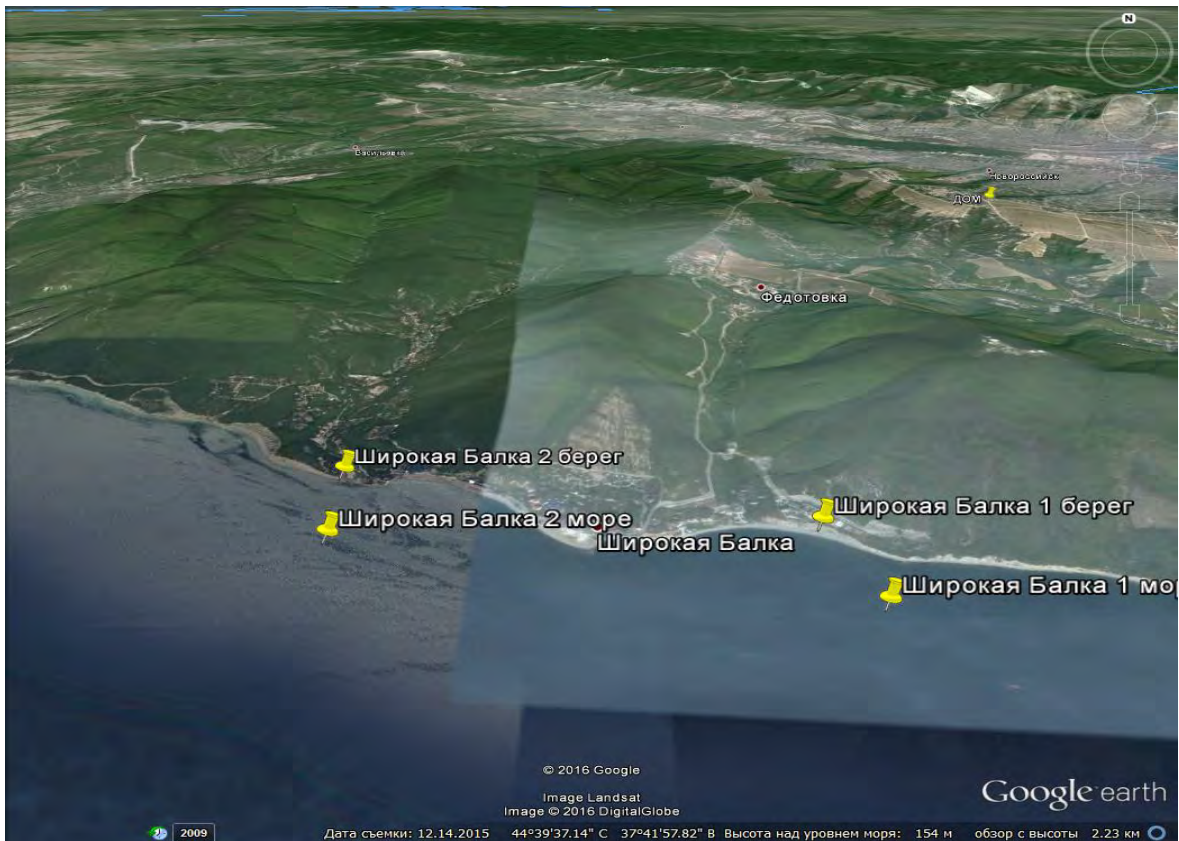 N
Васильевка
Новороссийск
ДОМ
Федотовка
Широкая Балка 2 берег
Широкая Балка 1 берег
Широкая Балка 2 море
Широкая Балка
Широкая Балка 1 мор
© 2016 Google
Image Landsat
Image © 2016 DigitalGlobe
Google earth
2009 Дата съемки: 12.14.2015 44°39'37.14" С 37°41'57.82" В Высота над уровнем моря: 154 м обзор с высоты 2.23 км